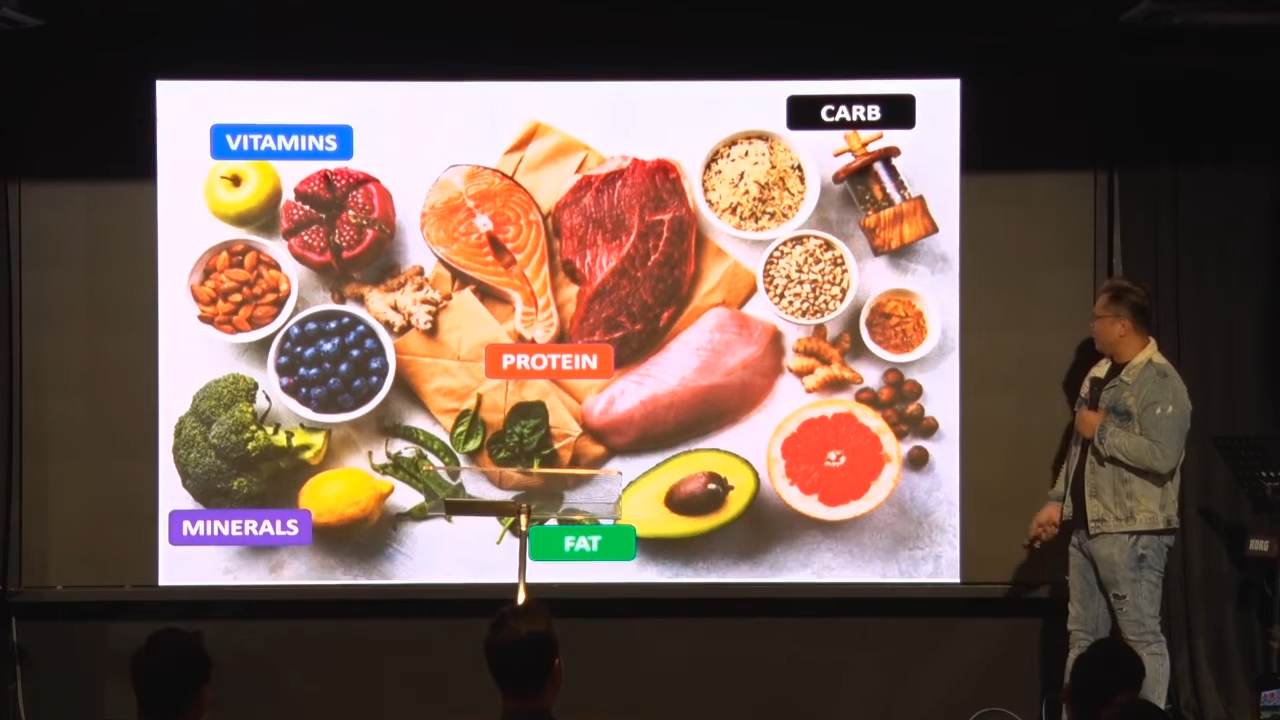 CARB
VITAMINS
PROTEIN
MINERALS
FAT
KORG